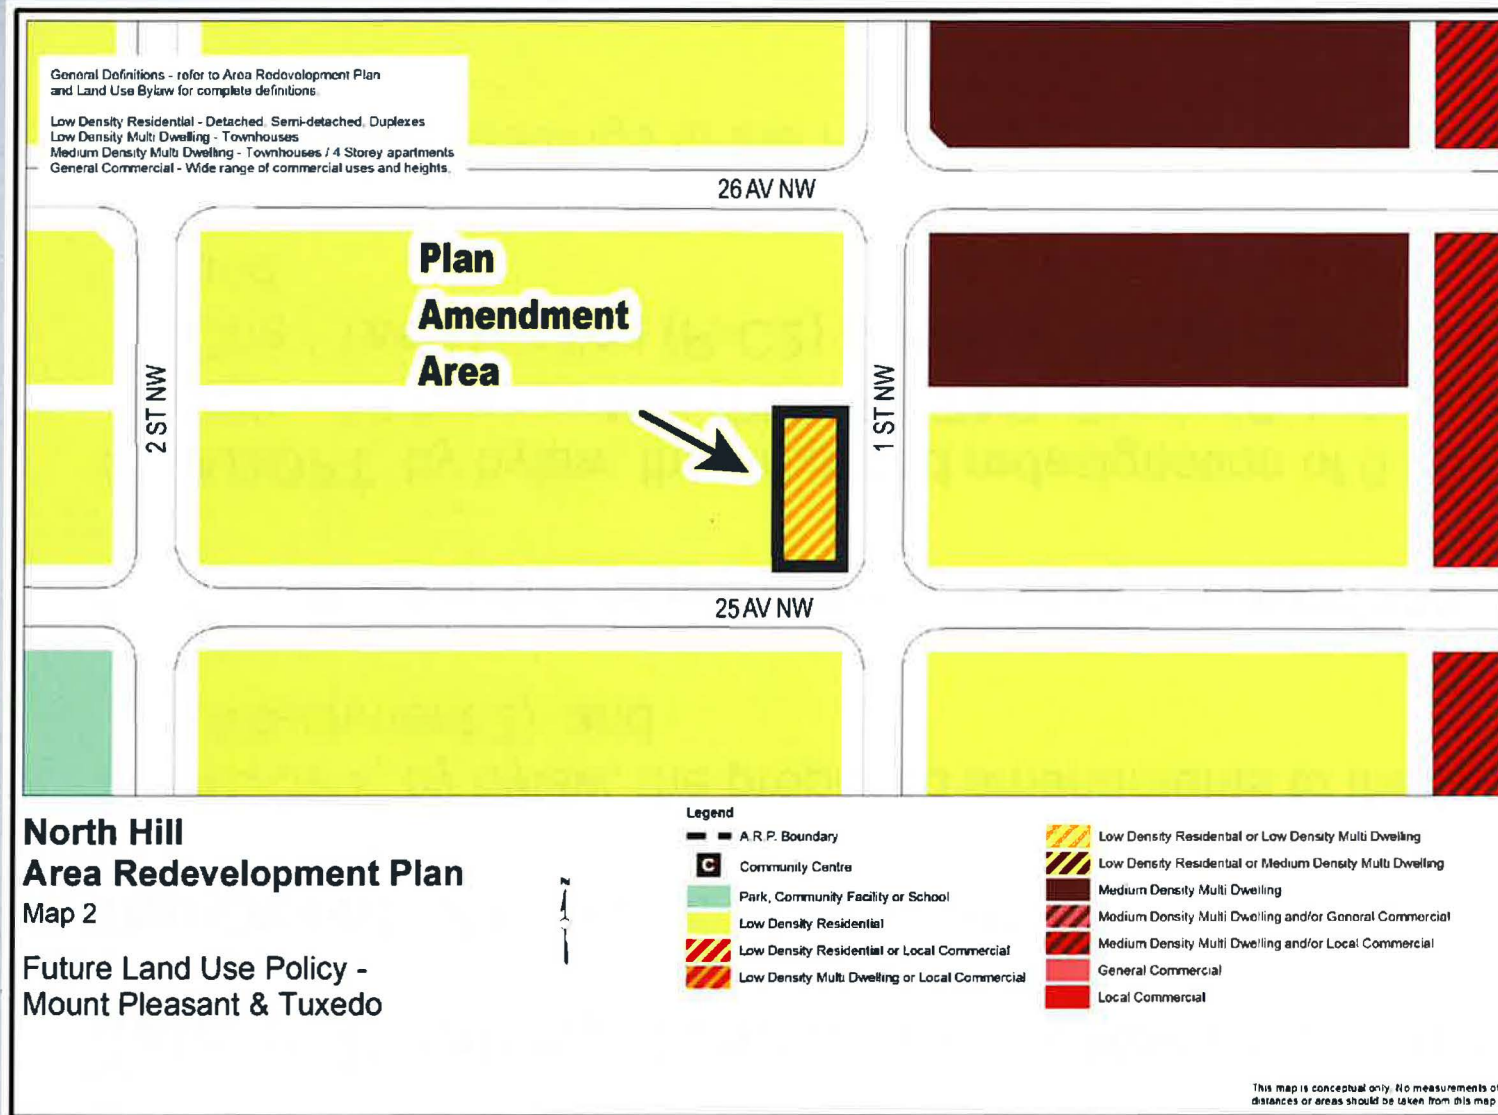 General Definitions - refer to Area Redevelopment Plan
and Land Use Bylaw for complete definitions.
Low Density Residential - Detached, Semi-detached, Duplexes
Low Density Multi Dwelling - Townhouses
Medium Density Multi Dwelling - Townhouses / 4 Storey apartments
General Commercial - Wide range of commercial uses and heights.
26 AV NW
Plan
Amendment
Area
2 ST NW
1 ST NW
25 AV NW
North Hill
Area Redevelopment Plan
Map 2
Future Land Use Policy -
Mount Pleasant & Tuxedo
N
Legend
A.R.P. Boundary
C Community Centre
Park, Community Facility or School
Low Density Residential
Low Density Residential or Local Commercial
Low Density Multi Dwelling or Local Commercial
Low Density Residential or Low Density Multi Dwelling
Low Density Residential or Medium Density Multi Dwelling
Medium Density Multi Dwelling
Medium Density Multi Dwelling and/or General Commercial
Medium Density Multi Dwelling and/or Local Commercial
General Commercial
Local Commercial
This map is conceptual only. No measurements of
distances or areas should be taken from this map